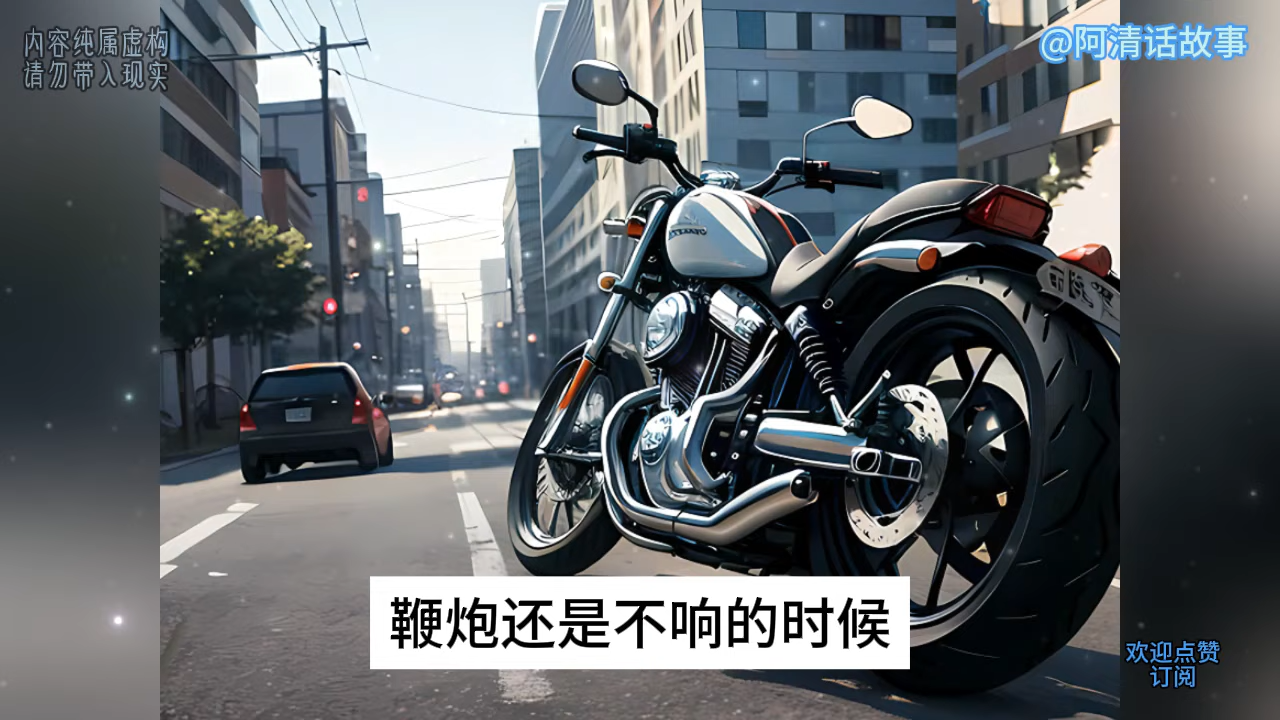 内容纯属虚构
请勿带入现实
@阿清话故事
鞭炮还是不响的时候
欢迎点赞
订阅